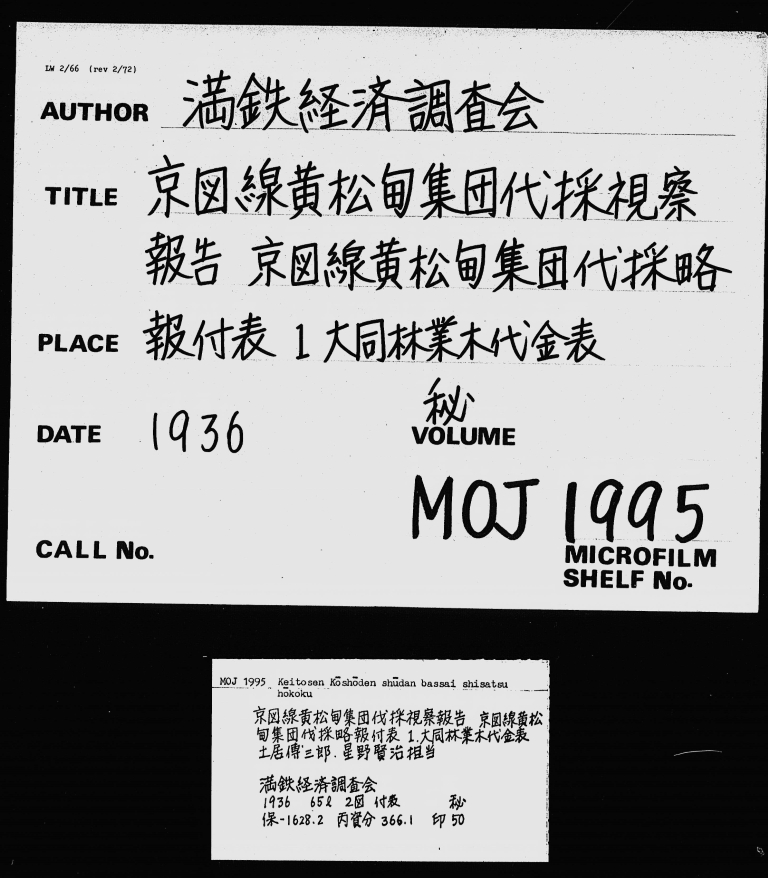 LW 2/66 (rev 2/72)
AUTHOR 満鉄経済調査会
TITLE 京図線黄松甸集団代採視察
報告 京図線黄松甸集団代採略
PLACE 報付表 1 大同林業木代金表
秘
DATE 1936 VOLUME
MOJ 1995
CALL No. MICROFILM
SHELF No.
MOJ 1995 Keitosen Kōshōden shūdan bassai shisatsu
hōkoku
京図線黄松甸集団伐採視察報告 京図線黄松
甸集団伐採略報付表 1.大同林業木代金表
土居傳三郎.星野賢治担当
満鉄経済調査会
1936 65ℓ 2図 付表 秘
保-1628.2 丙資分 366.1 印 50